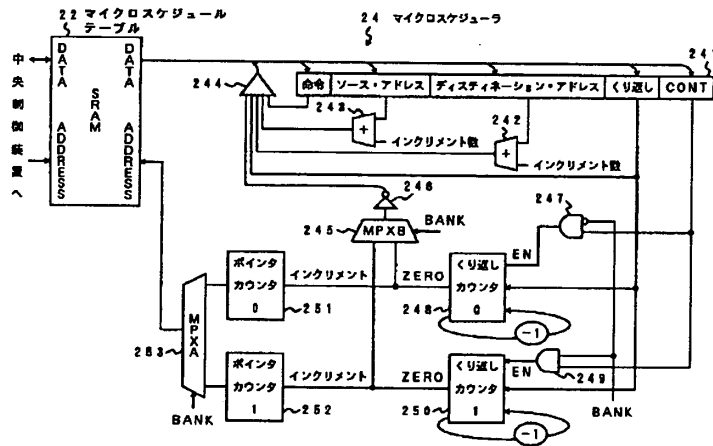 22 マイクロスケジュール
テーブル
24 マイクロスケジューラ
中央制御装置へ
DATA
ADDRESS
SRAM
DATA
ADDRESS
244
命令 ソース・アドレス ディスティネーション・アドレス くり返し CONT
243
+
インクリメント数
242
+
インクリメント数
246
245
MPXB
BANK
247
EN
ポインタ
カウンタ
0
インクリメント
251
ZERO
くり返し
カウンタ
0
248
-1
MPXA
253
BANK
ポインタ
カウンタ
1
インクリメント
252
ZERO
くり返し
カウンタ
1
250
EN
249
-1
BANK